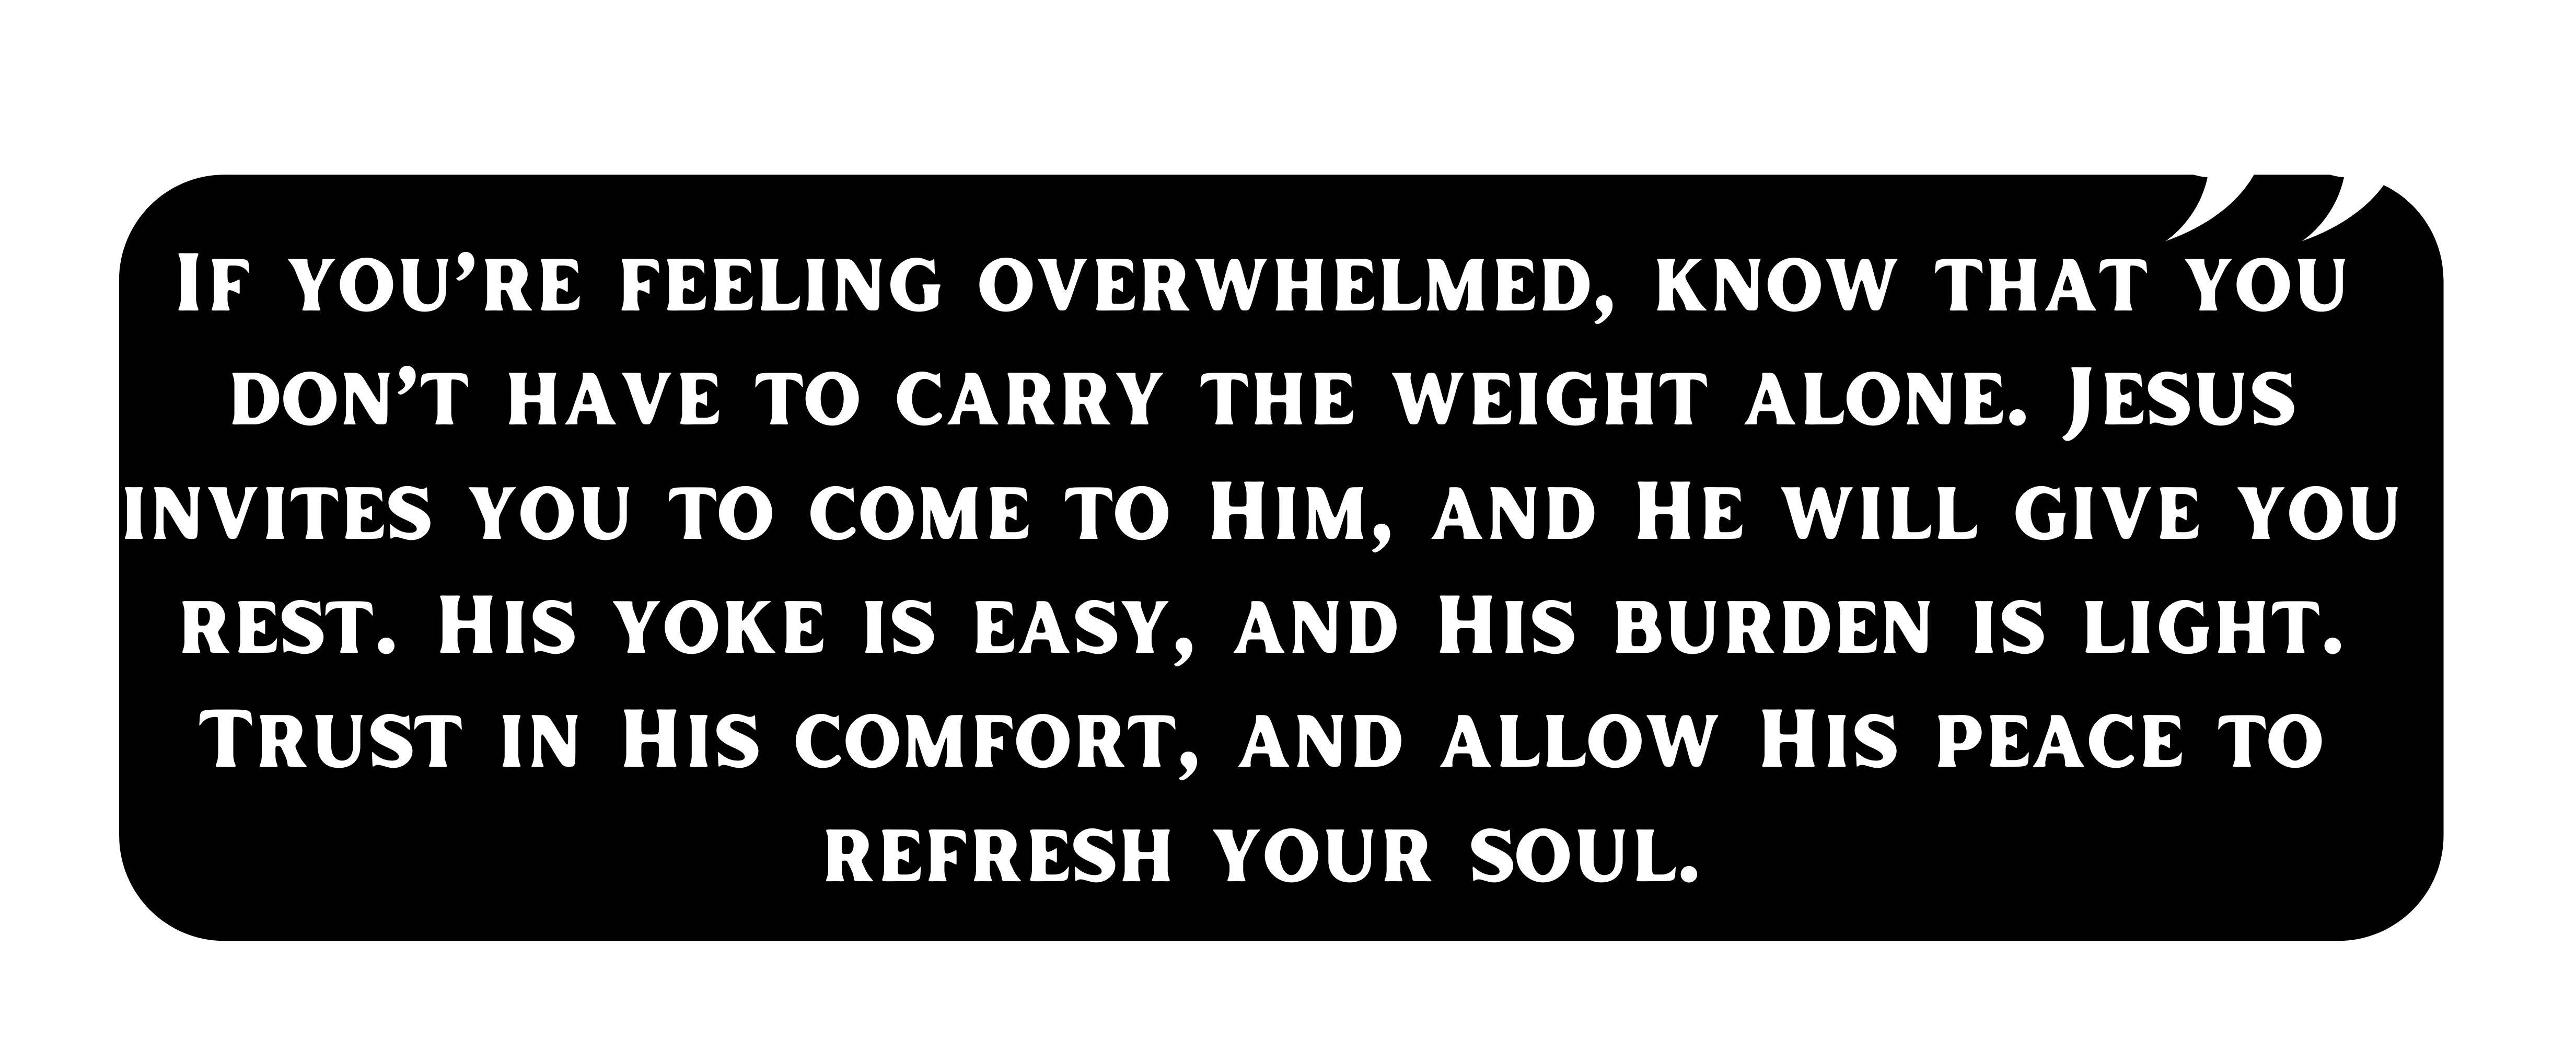 If you're feeling overwhelmed, know that you
don't have to carry the weight alone. Jesus
invites you to come to Him, and He will give you
rest. His yoke is easy, and His burden is light.
Trust in His comfort, and allow His peace to
refresh your soul.